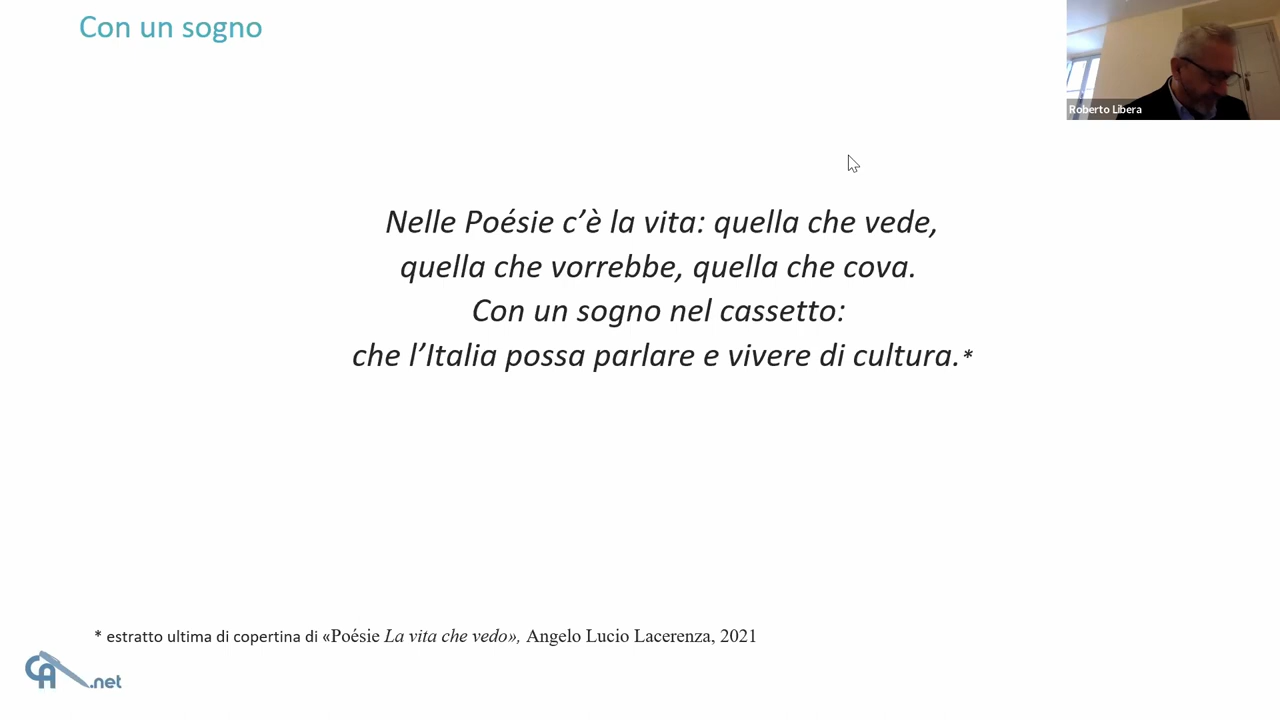 Con un sogno
Roberto Libera
Nelle Poésie c’è la vita: quella che vede,
quella che vorrebbe, quella che cova.
Con un sogno nel cassetto:
che l’Italia possa parlare e vivere di cultura.*
* estratto ultima di copertina di «Poésie La vita che vedo», Angelo Lucio Lacerenza, 2021
CA.net